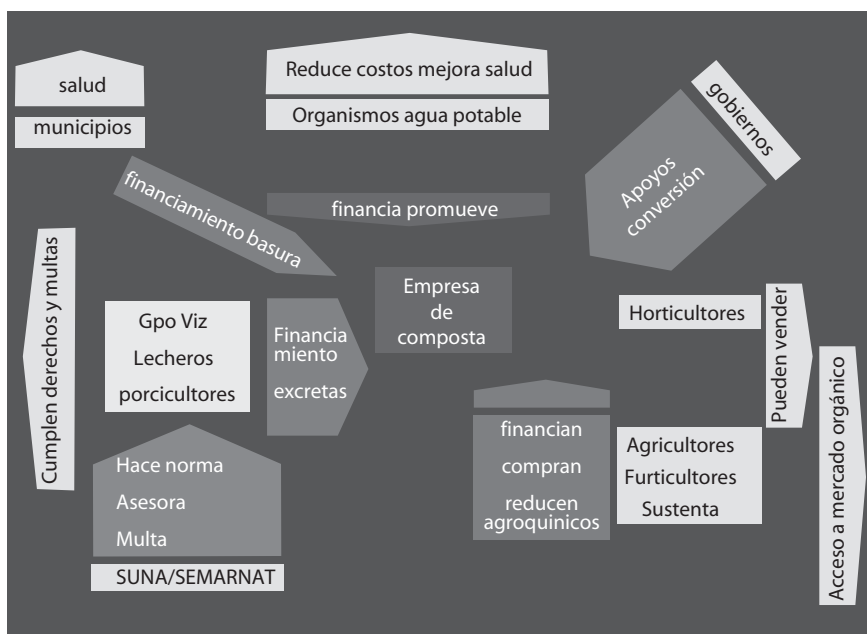 salud
municipios
Reduce costos mejora salud
Organismos agua potable
gobiernos
Apoyos
conversión
financiamiento basura
financia promueve
Cumplen derechos y multas
Gpo Viz
Lecheros
porcicultores
Financia
miento
excretas
Empresa
de
composta
Horticultores
Pueden vender
Acceso a mercado orgánico
Hace norma
Asesora
Multa
SUNA/SEMARNAT
financian
compran
reducen
agroquinicos
Agricultores
Furticultores
Sustenta